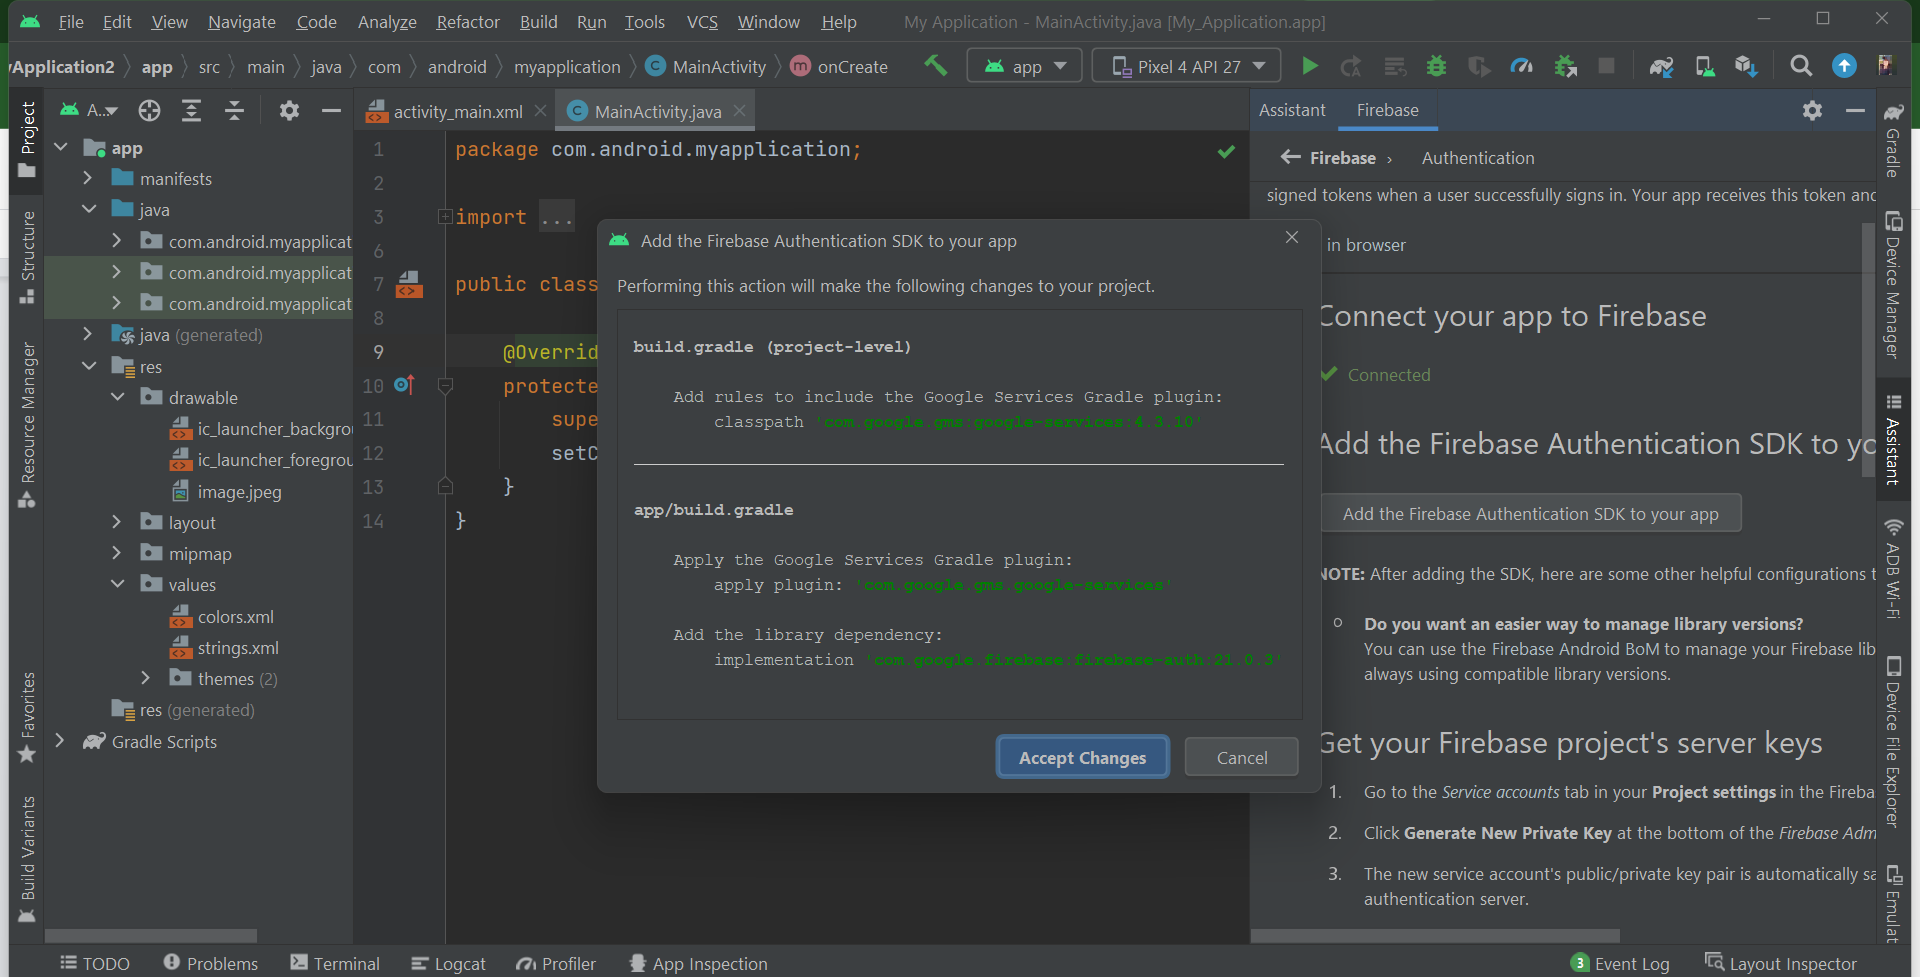 File Edit View Navigate Code Analyze Refactor Build Run Tools VCS Window Help My Application - MainActivity.java [My_Application.app]
Application2 app src main java com android myapplication MainActivity onCreate app Pixel 4 API 27
A... activity_main.xml MainActivity.java Assistant Firebase
Project
Structure
Resource Manager
Favorites
Build Variants
app
manifests
java
com.android.myapplicat
com.android.myapplicat
com.android.myapplicat
java (generated)
res
drawable
ic_launcher_backgrou
ic_launcher_foregrou
image.jpeg
layout
mipmap
values
colors.xml
strings.xml
themes (2)
res (generated)
Gradle Scripts
1 package com.android.myapplication;
2
3 import ...
6
7 public class
8
9 @Overrid
10 protecte
11 supe
12 setC
13 }
14 }
Add the Firebase Authentication SDK to your app
Performing this action will make the following changes to your project.
build.gradle (project-level)
Add rules to include the Google Services Gradle plugin:
classpath 'com.google.gms:google-services:4.3.10'
app/build.gradle
Apply the Google Services Gradle plugin:
apply plugin: 'com.google.gms.google-services'
Add the library dependency:
implementation 'com.google.firebase:firebase-auth:21.0.3'
Accept Changes Cancel
Firebase › Authentication
signed tokens when a user successfully signs in. Your app receives this token and
in browser
Connect your app to Firebase
Connected
Add the Firebase Authentication SDK to yo
Add the Firebase Authentication SDK to your app
NOTE: After adding the SDK, here are some other helpful configurations t
Do you want an easier way to manage library versions?
You can use the Firebase Android BoM to manage your Firebase lib
always using compatible library versions.
Get your Firebase project's server keys
1. Go to the Service accounts tab in your Project settings in the Fireba
2. Click Generate New Private Key at the bottom of the Firebase Adm
3. The new service account's public/private key pair is automatically sa
authentication server.
Gradle
Device Manager
Assistant
ADB Wi-Fi
Device File Explorer
Emulat
TODO Problems Terminal Logcat Profiler App Inspection 3 Event Log Layout Inspector